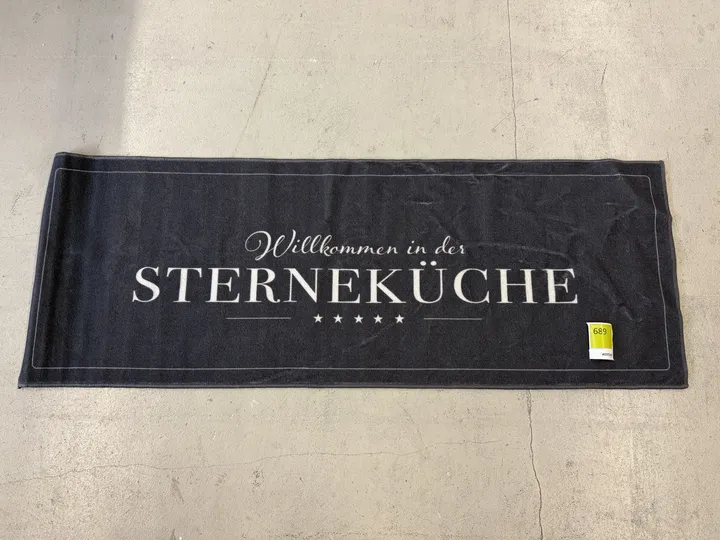 Willkommen in der
STERNEKÜCHE
689